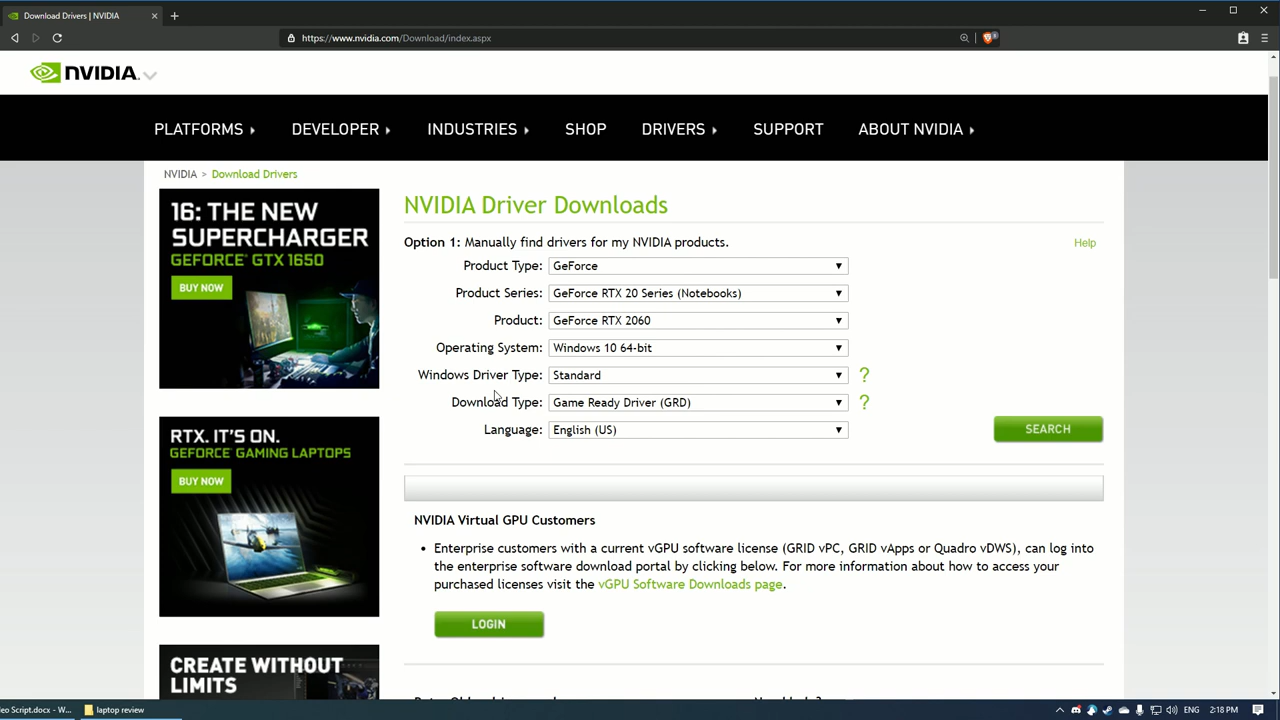 Download Drivers | NVIDIA
https://www.nvidia.com/Download/index.aspx
NVIDIA.
PLATFORMS
DEVELOPER
INDUSTRIES
SHOP
DRIVERS
SUPPORT
ABOUT NVIDIA
NVIDIA > Download Drivers
16: THE NEW
SUPERCHARGER
GEFORCE® GTX 1650
BUY NOW
RTX. IT'S ON.
GEFORCE GAMING LAPTOPS
BUY NOW
CREATE WITHOUT
LIMITS
NVIDIA Driver Downloads
Option 1: Manually find drivers for my NVIDIA products.
Help
Product Type: GeForce
Product Series: GeForce RTX 20 Series (Notebooks)
Product: GeForce RTX 2060
Operating System: Windows 10 64-bit
Windows Driver Type: Standard ?
Download Type: Game Ready Driver (GRD) ?
Language: English (US)
SEARCH
NVIDIA Virtual GPU Customers
• Enterprise customers with a current vGPU software license (GRID vPC, GRID vApps or Quadro vDWS), can log into
the enterprise software download portal by clicking below. For more information about how to access your
purchased licenses visit the vGPU Software Downloads page.
LOGIN
eo Script.docx - W...
laptop review
ENG
2:18 PM